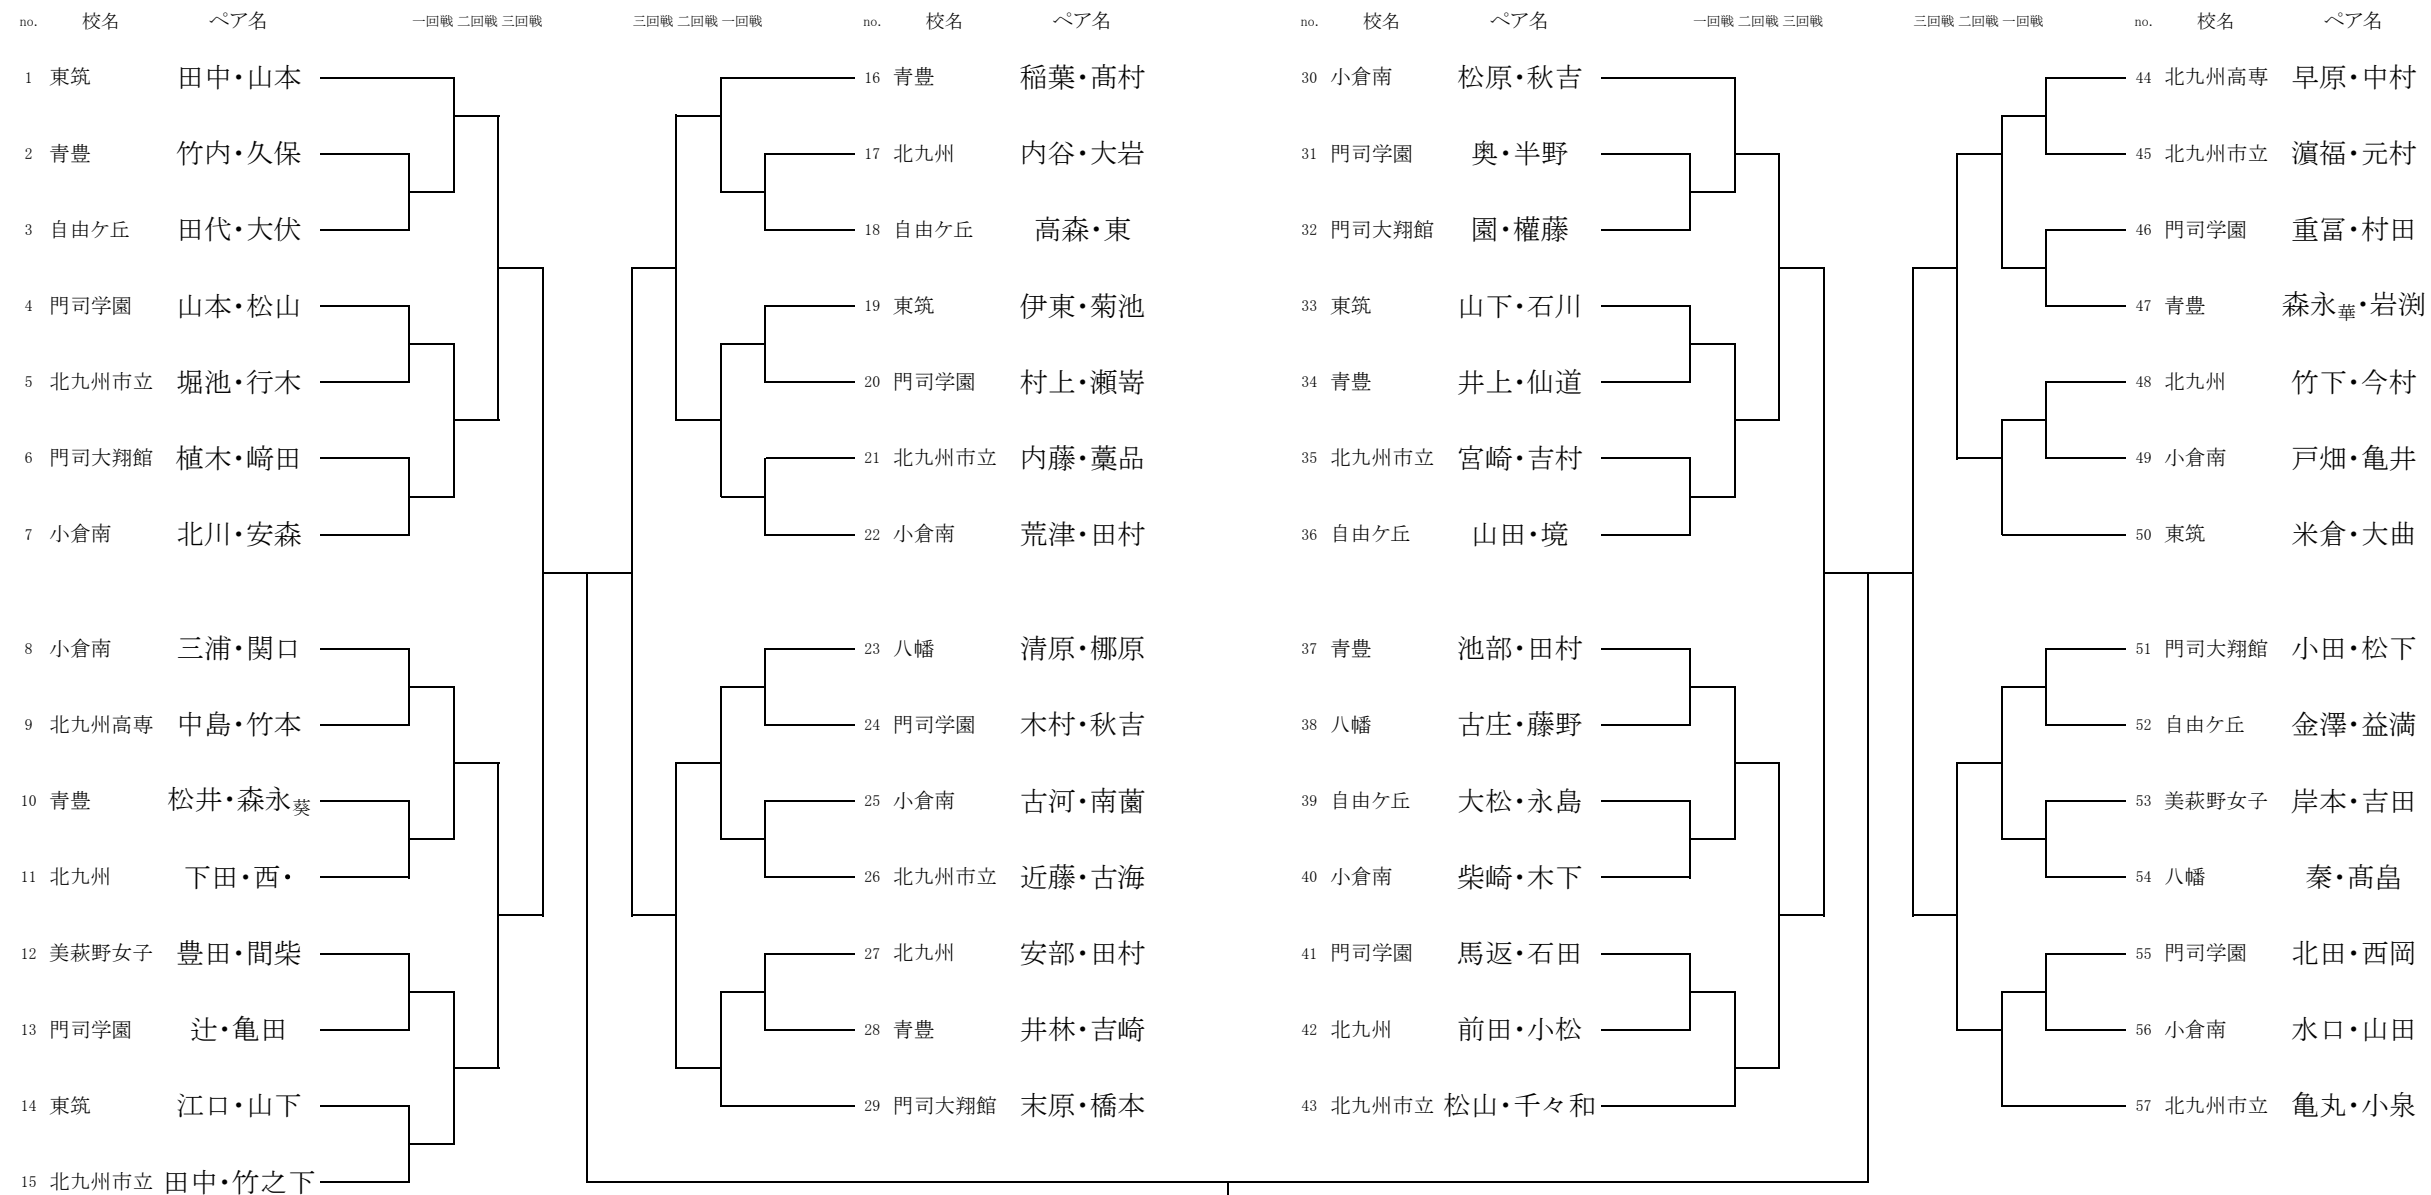 no. 校名 ペア名 一回戦 二回戦 三回戦 三回戦 二回戦 一回戦 no. 校名 ペア名 no. 校名 ペア名 一回戦 二回戦 三回戦 三回戦 二回戦 一回戦 no. 校名 ペア名
1 東筑 田中・山本 16 青豊 稲葉・髙村 30 小倉南 松原・秋吉 44 北九州高専 早原・中村
2 青豊 竹内・久保 17 北九州 内谷・大岩 31 門司学園 奥・半野 45 北九州市立 濵福・元村
3 自由ケ丘 田代・大伏 18 自由ケ丘 高森・東 32 門司大翔館 園・權藤 46 門司学園 重冨・村田
4 門司学園 山本・松山 19 東筑 伊東・菊池 33 東筑 山下・石川 47 青豊 森永華・岩渕
5 北九州市立 堀池・行木 20 門司学園 村上・瀬嵜 34 青豊 井上・仙道 48 北九州 竹下・今村
6 門司大翔館 植木・﨑田 21 北九州市立 内藤・藁品 35 北九州市立 宮崎・吉村 49 小倉南 戸畑・亀井
7 小倉南 北川・安森 22 小倉南 荒津・田村 36 自由ケ丘 山田・境 50 東筑 米倉・大曲
8 小倉南 三浦・関口 23 八幡 清原・梛原 37 青豊 池部・田村 51 門司大翔館 小田・松下
9 北九州高専 中島・竹本 24 門司学園 木村・秋吉 38 八幡 古庄・藤野 52 自由ケ丘 金澤・益満
10 青豊 松井・森永葵 25 小倉南 古河・南薗 39 自由ケ丘 大松・永島 53 美萩野女子 岸本・吉田
11 北九州 下田・西・ 26 北九州市立 近藤・古海 40 小倉南 柴崎・木下 54 八幡 秦・髙畠
12 美萩野女子 豊田・間柴 27 北九州 安部・田村 41 門司学園 馬返・石田 55 門司学園 北田・西岡
13 門司学園 辻・亀田 28 青豊 井林・吉崎 42 北九州 前田・小松 56 小倉南 水口・山田
14 東筑 江口・山下 29 門司大翔館 末原・橋本 43 北九州市立 松山・千々和 57 北九州市立 亀丸・小泉
15 北九州市立 田中・竹之下